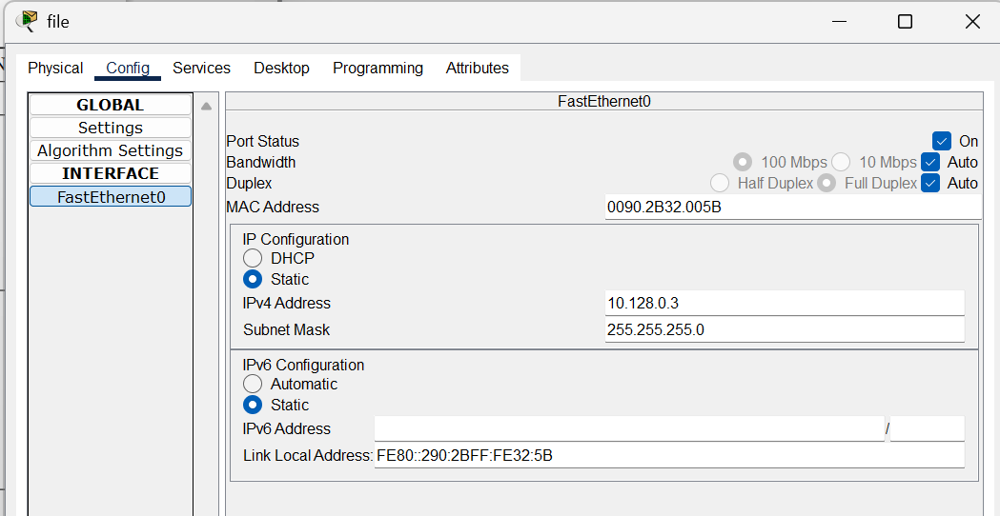 file
Physical Config Services Desktop Programming Attributes
GLOBAL
Settings
Algorithm Settings
INTERFACE
FastEthernet0
FastEthernet0
Port Status On
Bandwidth 100 Mbps 10 Mbps Auto
Duplex Half Duplex Full Duplex Auto
MAC Address 0090.2B32.005B
IP Configuration
DHCP
Static
IPv4 Address 10.128.0.3
Subnet Mask 255.255.255.0
IPv6 Configuration
Automatic
Static
IPv6 Address /
Link Local Address: FE80::290:2BFF:FE32:5B